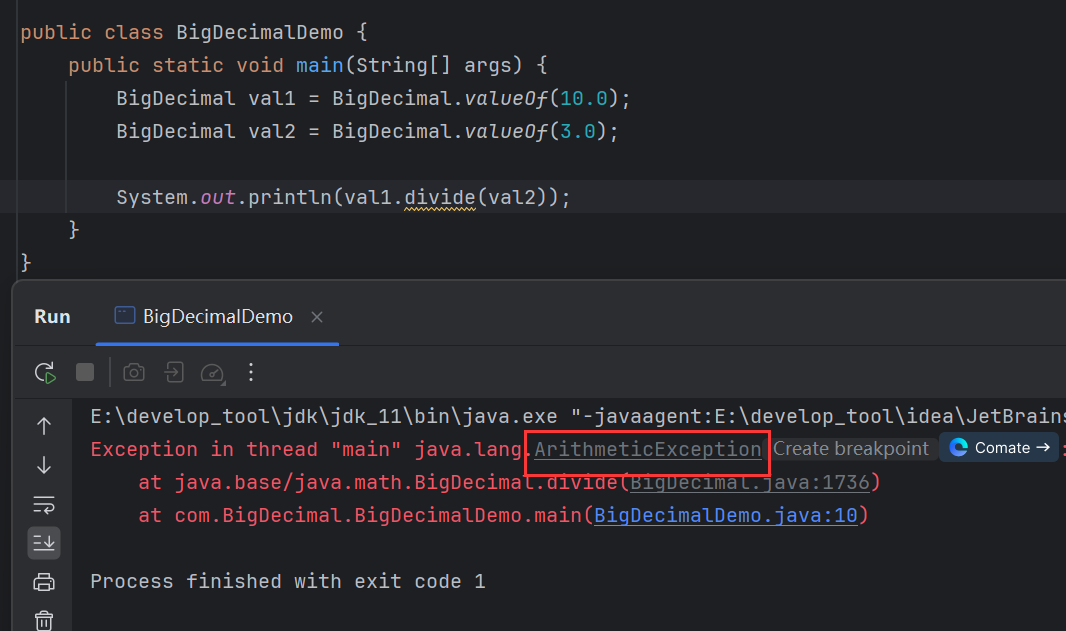 public class BigDecimalDemo {
    public static void main(String[] args) {
        BigDecimal val1 = BigDecimal.valueOf(10.0);
        BigDecimal val2 = BigDecimal.valueOf(3.0);
        System.out.println(val1.divide(val2));
    }
}
Run BigDecimalDemo
E:\develop_tool\jdk\jdk_11\bin\java.exe "-javaagent:E:\develop_tool\idea\JetBrains
Exception in thread "main" java.lang.ArithmeticException Create breakpoint Comate → :
    at java.base/java.math.BigDecimal.divide(BigDecimal.java:1736)
    at com.BigDecimal.BigDecimalDemo.main(BigDecimalDemo.java:10)
Process finished with exit code 1